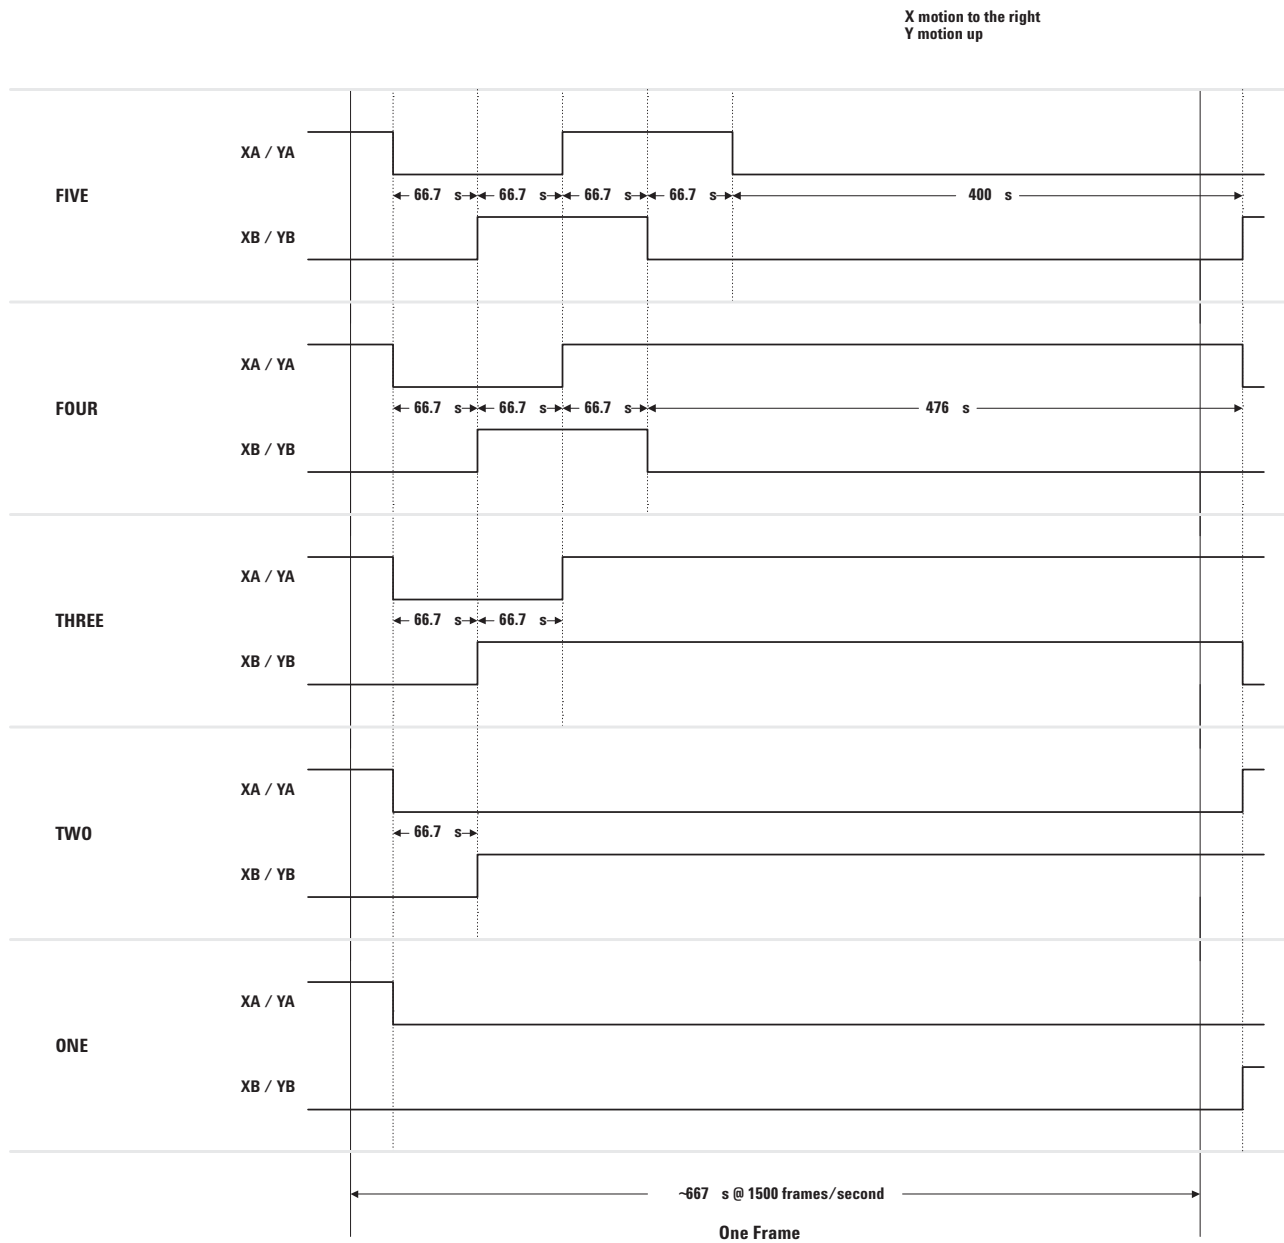 X motion to the right
Y motion up
XA / YA
FIVE
66.7 s 66.7 s 66.7 s 66.7 s 400 s
XB / YB
XA / YA
FOUR
66.7 s 66.7 s 66.7 s 476 s
XB / YB
XA / YA
THREE
66.7 s 66.7 s
XB / YB
XA / YA
TWO
66.7 s
XB / YB
XA / YA
ONE
XB / YB
~667 s @ 1500 frames/second
One Frame